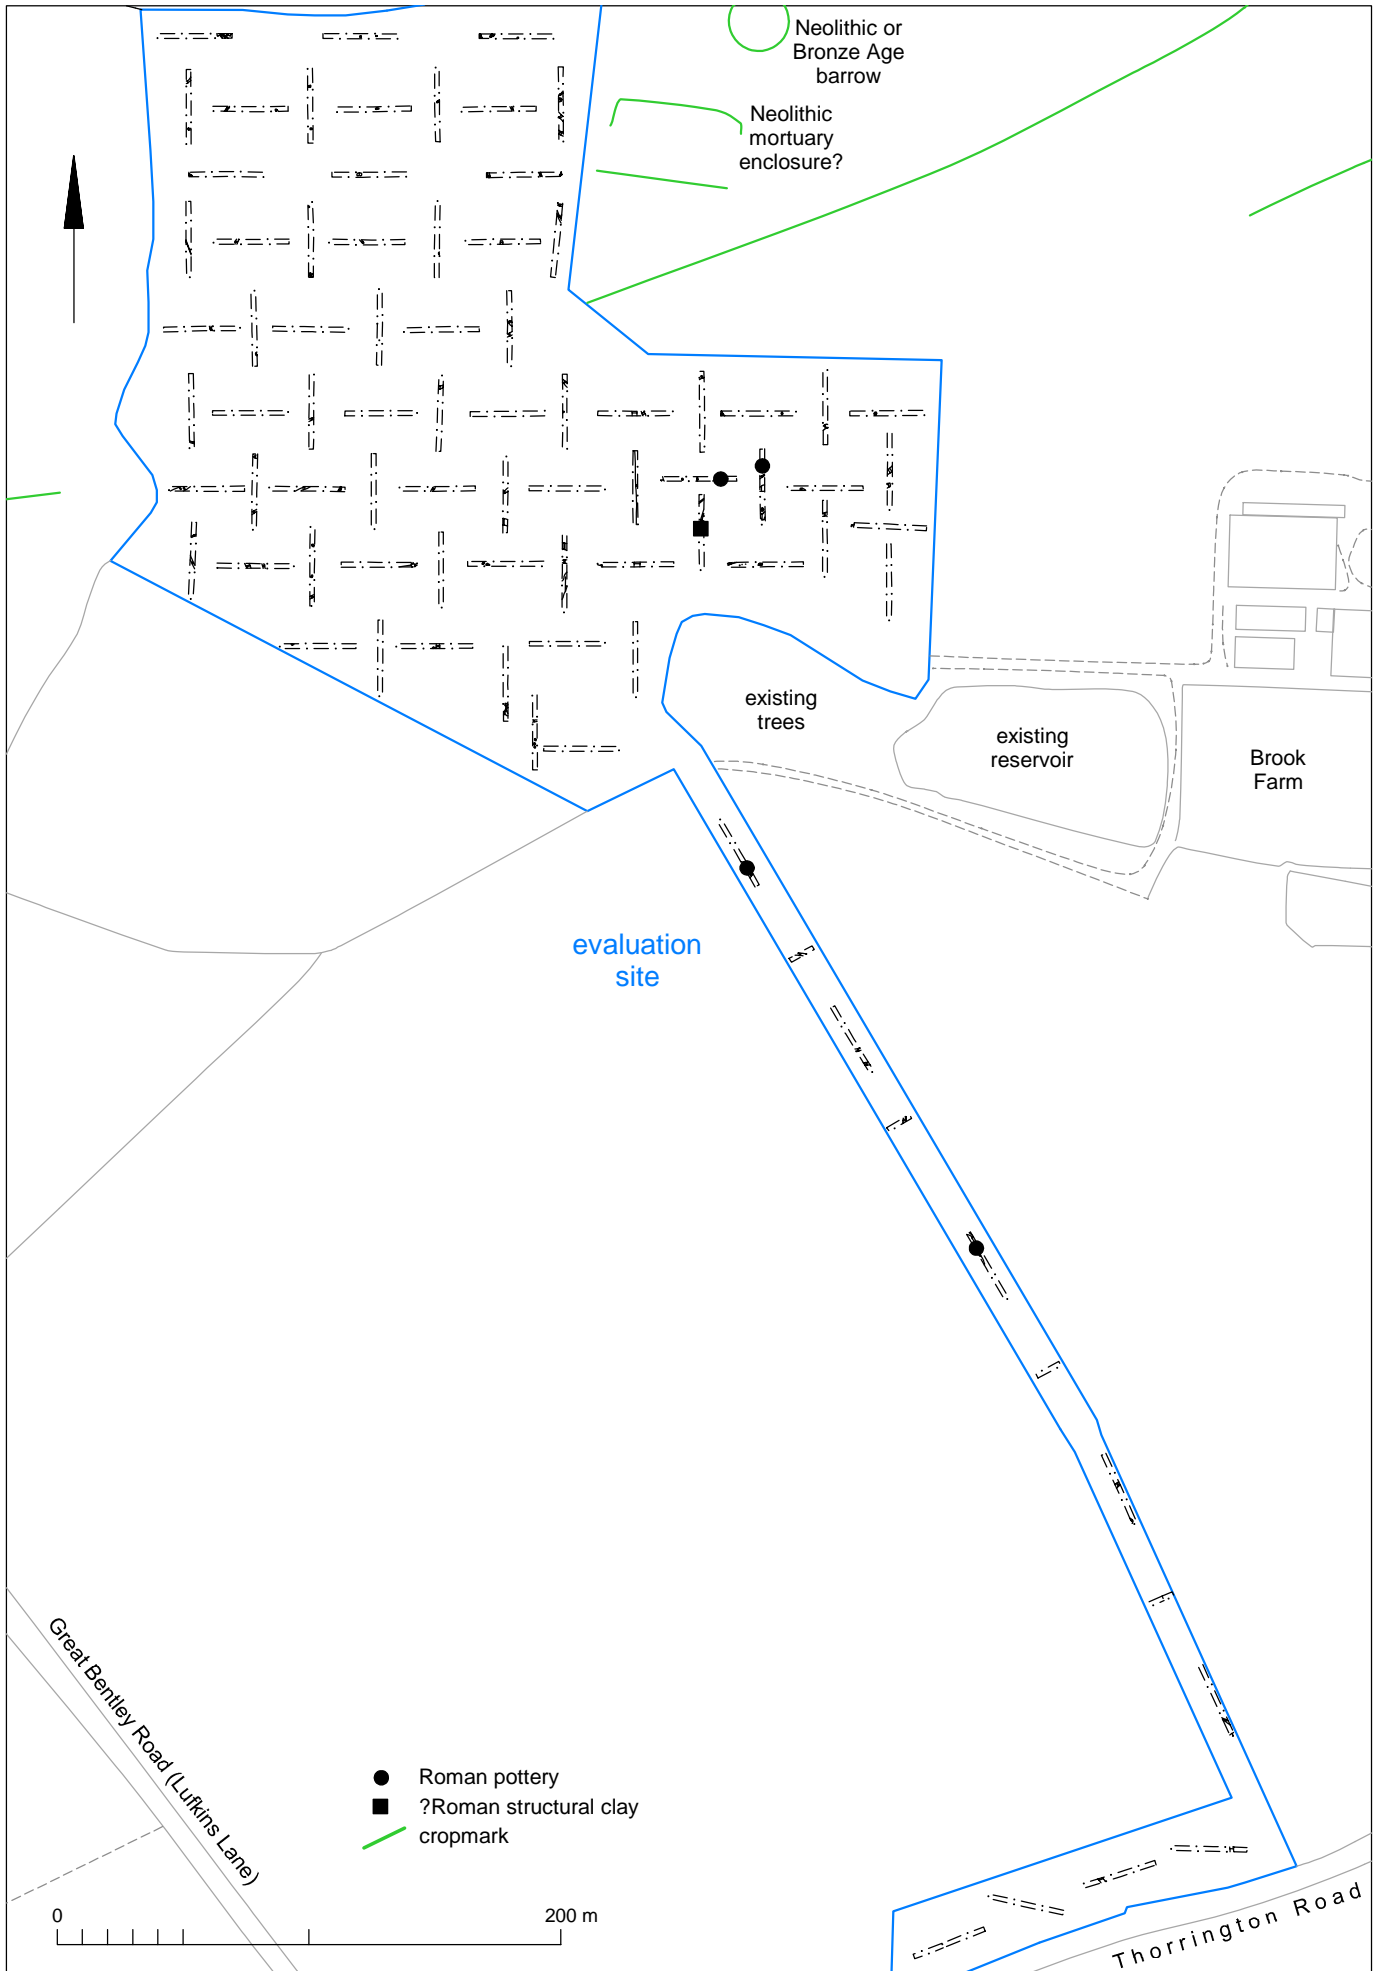 Neolithic or
Bronze Age
barrow
Neolithic
mortuary
enclosure?
existing
trees
existing
reservoir
Brook
Farm
evaluation
site
Great Bentley Road (Lufkins Lane)
Roman pottery
?Roman structural clay
cropmark
0
200 m
Thorrington Road